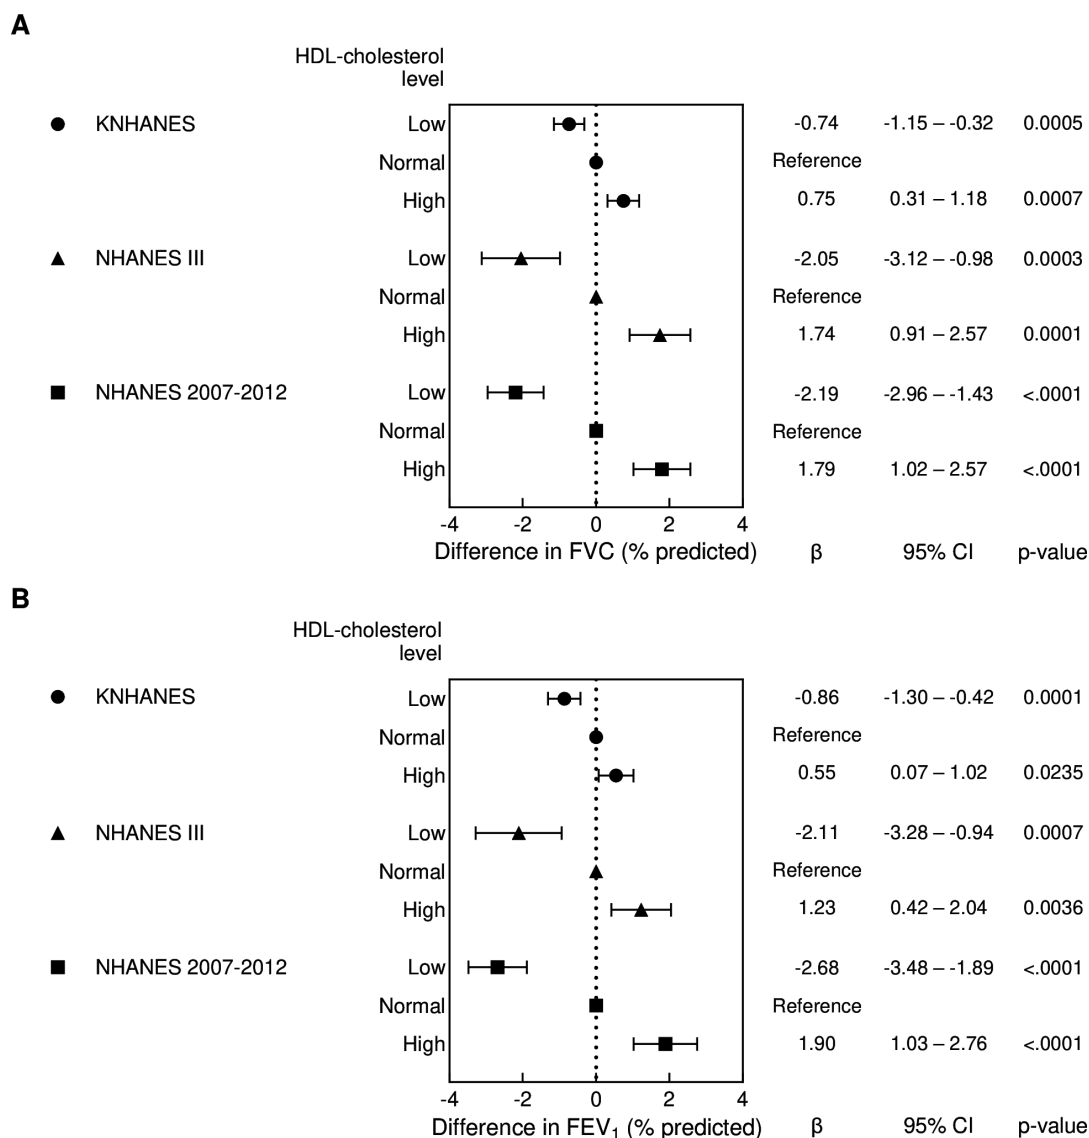 A
HDL-cholesterol
level
KNHANES Low -0.74 -1.15 – -0.32 0.0005
Normal Reference
High 0.75 0.31 – 1.18 0.0007
NHANES III Low -2.05 -3.12 – -0.98 0.0003
Normal Reference
High 1.74 0.91 – 2.57 0.0001
NHANES 2007-2012 Low -2.19 -2.96 – -1.43 <.0001
Normal Reference
High 1.79 1.02 – 2.57 <.0001
-4 -2 0 2 4
Difference in FVC (% predicted) β 95% CI p-value
B
HDL-cholesterol
level
KNHANES Low -0.86 -1.30 – -0.42 0.0001
Normal Reference
High 0.55 0.07 – 1.02 0.0235
NHANES III Low -2.11 -3.28 – -0.94 0.0007
Normal Reference
High 1.23 0.42 – 2.04 0.0036
NHANES 2007-2012 Low -2.68 -3.48 – -1.89 <.0001
Normal Reference
High 1.90 1.03 – 2.76 <.0001
-4 -2 0 2 4
Difference in FEV₁ (% predicted) β 95% CI p-value